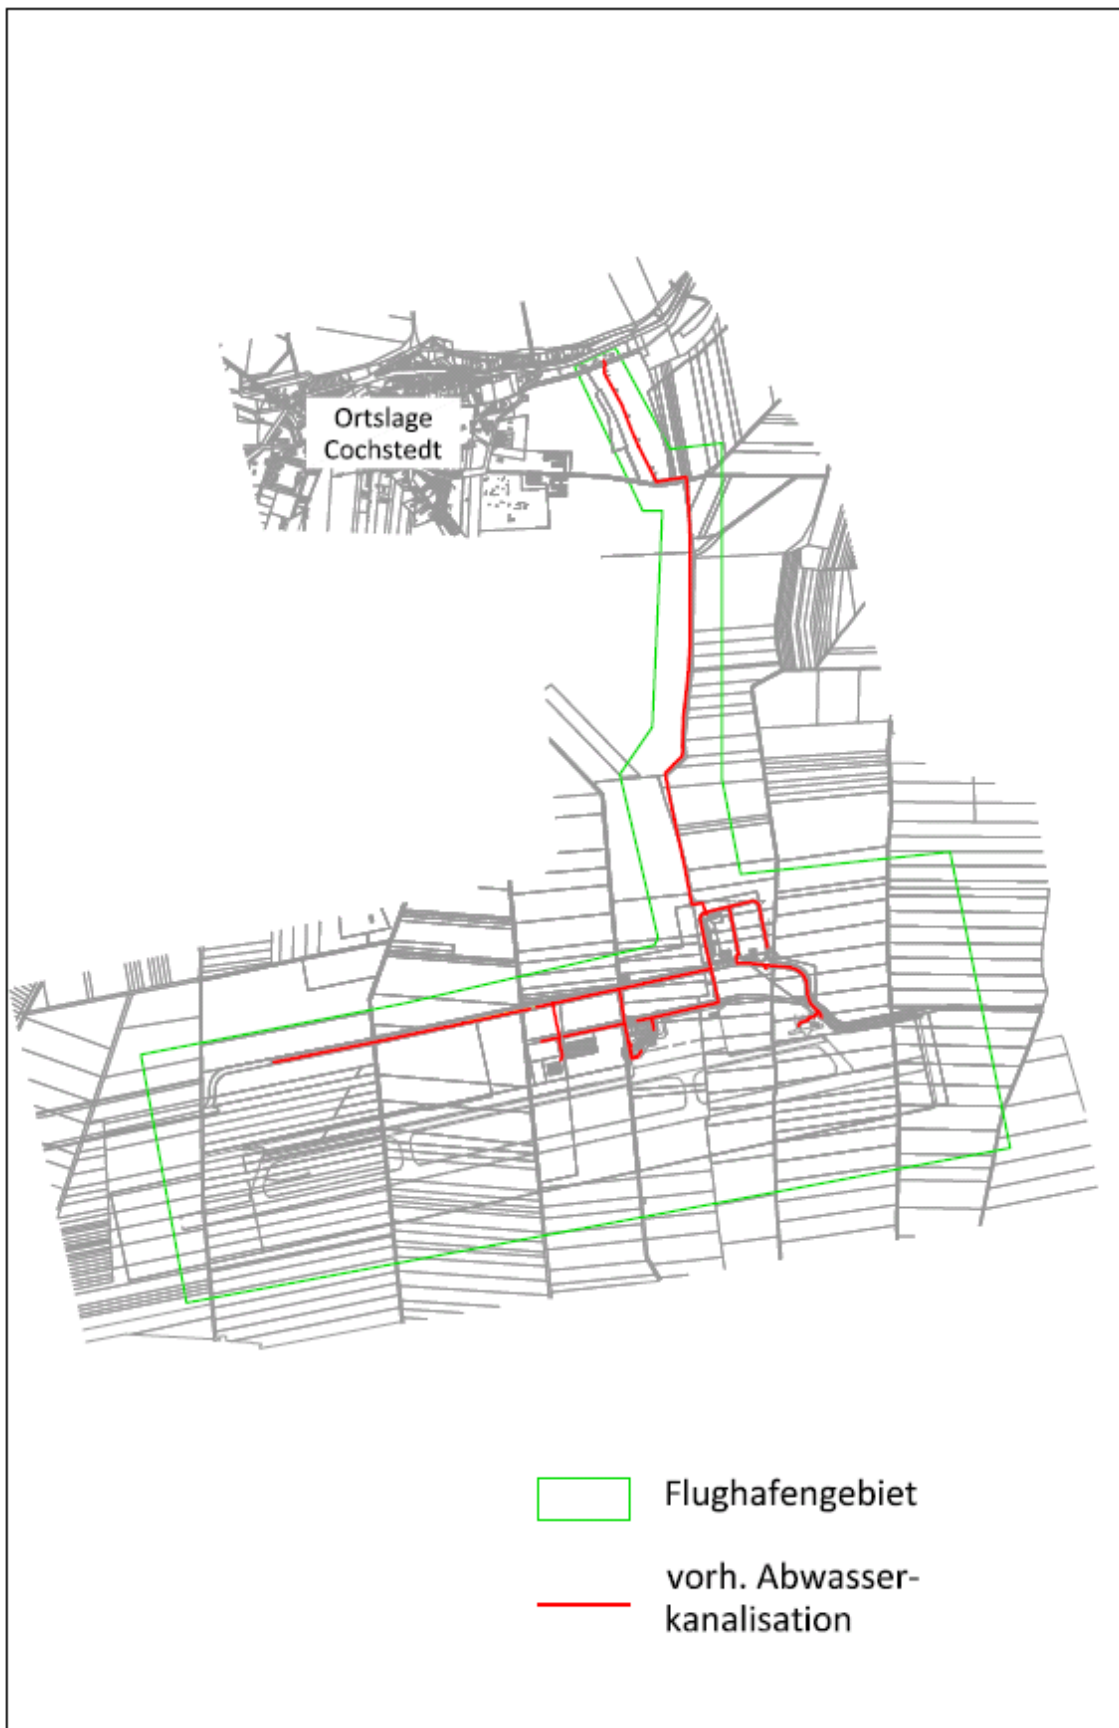 Ortslage
Cochstedt
Flughafengebiet
vorh. Abwasser-
kanalisation